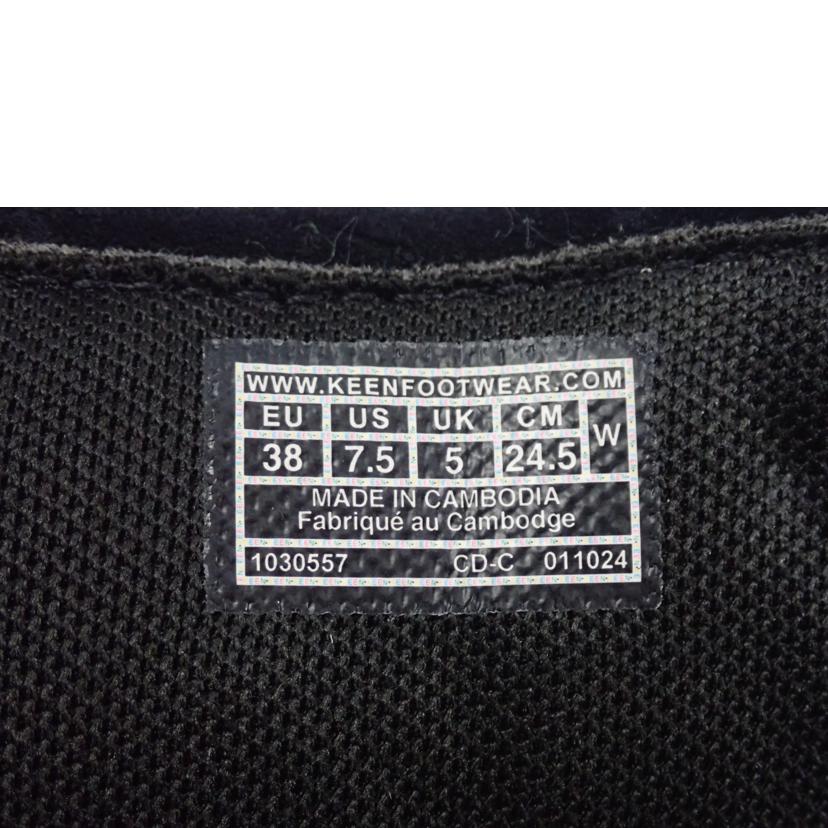 WWW.KEENFOOTWEAR.COM
EU US UK CM W
38 7.5 5 24.5
MADE IN CAMBODIA
Fabriqué au Cambodge
1030557 CD-C 011024